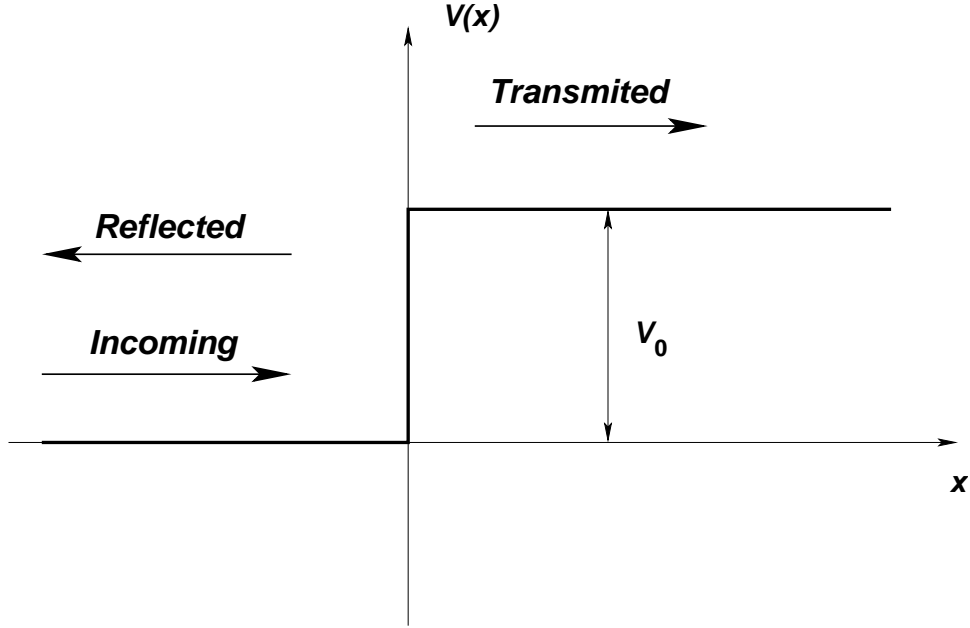 V(x)
Transmited
Reflected
Incoming
V0
x